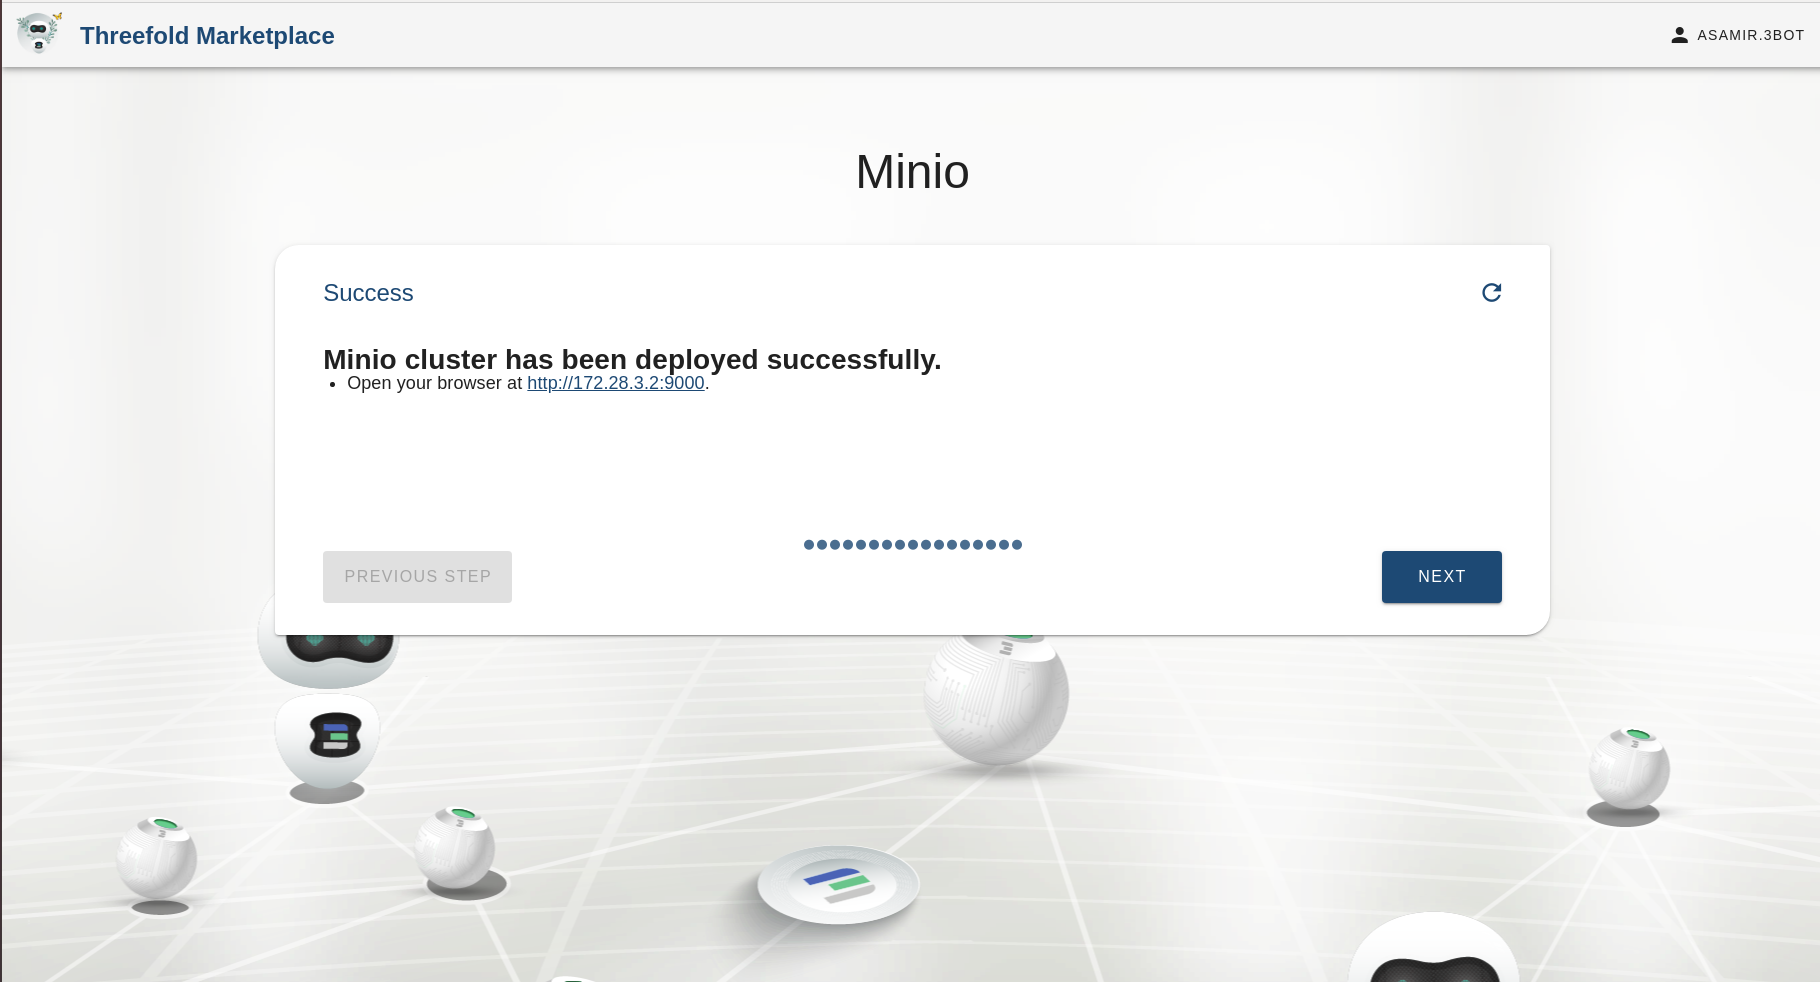 Threefold Marketplace
ASAMIR.3BOT
Minio
Success
Minio cluster has been deployed successfully.
Open your browser at http://172.28.3.2:9000.
PREVIOUS STEP
NEXT